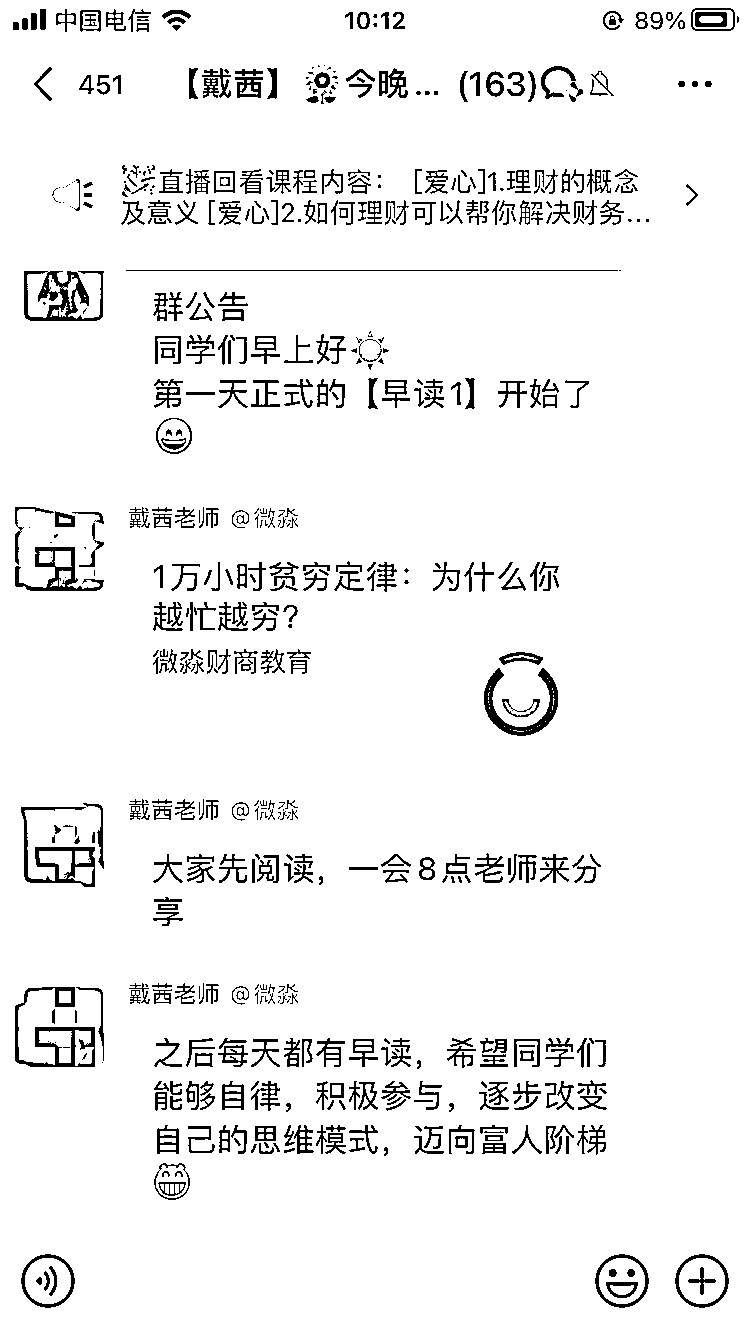 中国电信 10:12 89%
451 【戴茜】🌻今晚... (163)
直播回看课程内容： [爱心]1.理财的概念
及意义 [爱心]2.如何理财可以帮你解决财务...
群公告
同学们早上好☀
第一天正式的【早读1】开始了
😄
戴茜老师 @微淼
1万小时贫穷定律：为什么你
越忙越穷？
微淼财商教育
戴茜老师 @微淼
大家先阅读，一会8点老师来分
享
戴茜老师 @微淼
之后每天都有早读，希望同学们
能够自律，积极参与，逐步改变
自己的思维模式，迈向富人阶梯
😁